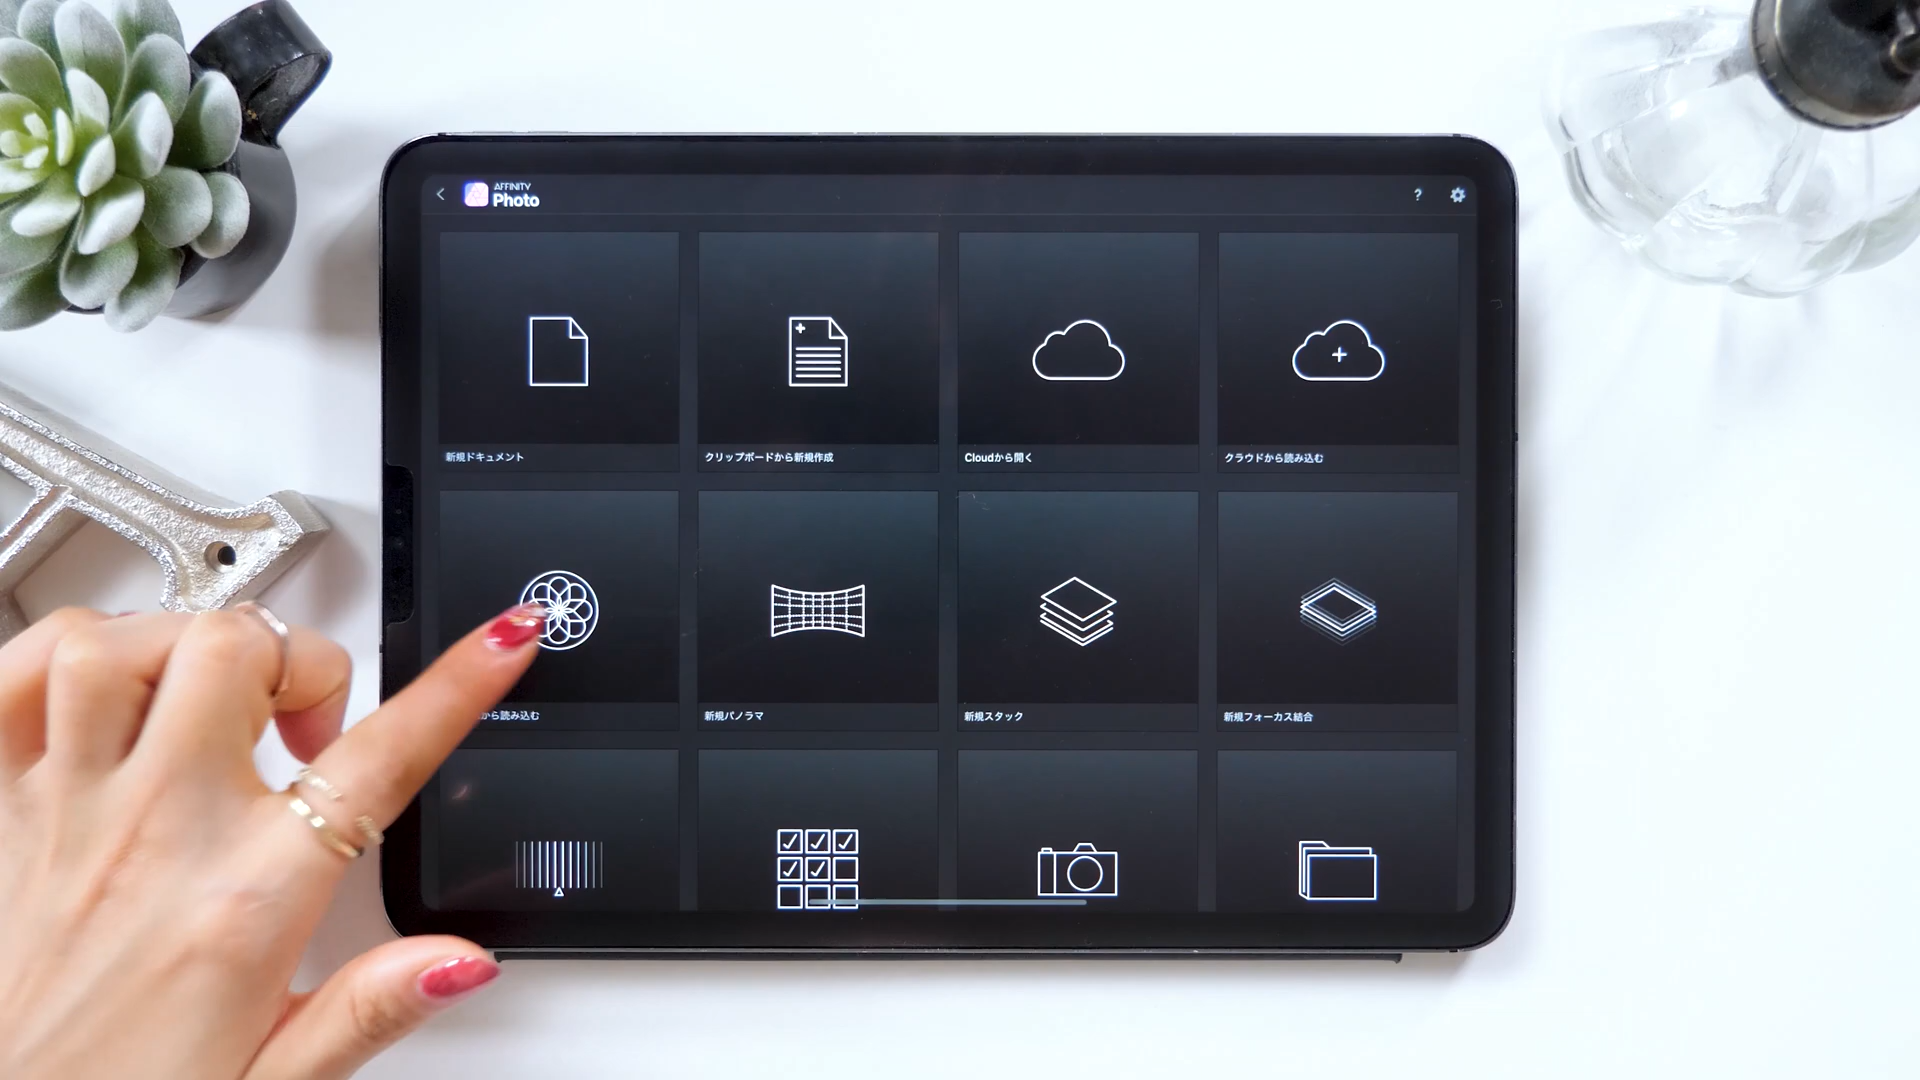 AFFINITY
Photo
?
新規ドキュメント
クリップボードから新規作成
Cloudから開く
クラウドから読み込む
から読み込む
新規パノラマ
新規スタック
新規フォーカス結合